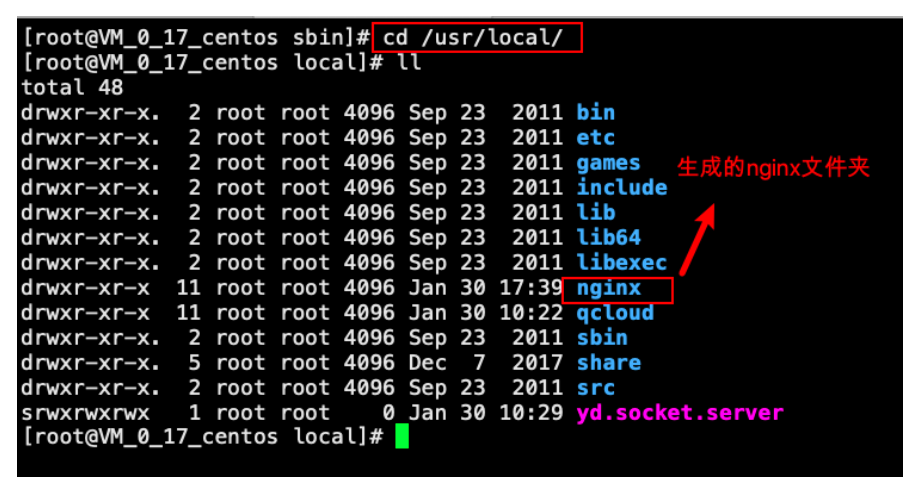 [root@VM_0_17_centos sbin]# cd /usr/local/
[root@VM_0_17_centos local]# ll
total 48
drwxr-xr-x.  2 root root 4096 Sep 23  2011 bin
drwxr-xr-x.  2 root root 4096 Sep 23  2011 etc
drwxr-xr-x.  2 root root 4096 Sep 23  2011 games
生成的nginx文件夹
drwxr-xr-x.  2 root root 4096 Sep 23  2011 include
drwxr-xr-x.  2 root root 4096 Sep 23  2011 lib
drwxr-xr-x.  2 root root 4096 Sep 23  2011 lib64
drwxr-xr-x.  2 root root 4096 Sep 23  2011 libexec
drwxr-xr-x  11 root root 4096 Jan 30 17:39 nginx
drwxr-xr-x  11 root root 4096 Jan 30 10:22 qcloud
drwxr-xr-x.  2 root root 4096 Sep 23  2011 sbin
drwxr-xr-x.  5 root root 4096 Dec  7  2017 share
drwxr-xr-x.  2 root root 4096 Sep 23  2011 src
srwxrwxrwx   1 root root    0 Jan 30 10:29 yd.socket.server
[root@VM_0_17_centos local]#